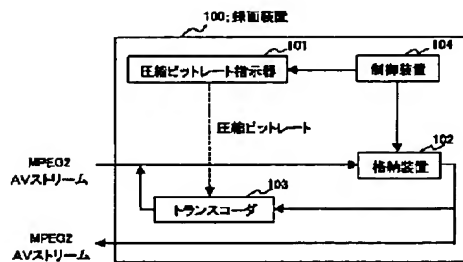 100;録画装置
101
104
圧縮ビットレート指示器
制御装置
圧縮ビットレート
102
MPEG2
AVストリーム
格納装置
103
トランスコーダ
MPEG2
AVストリーム